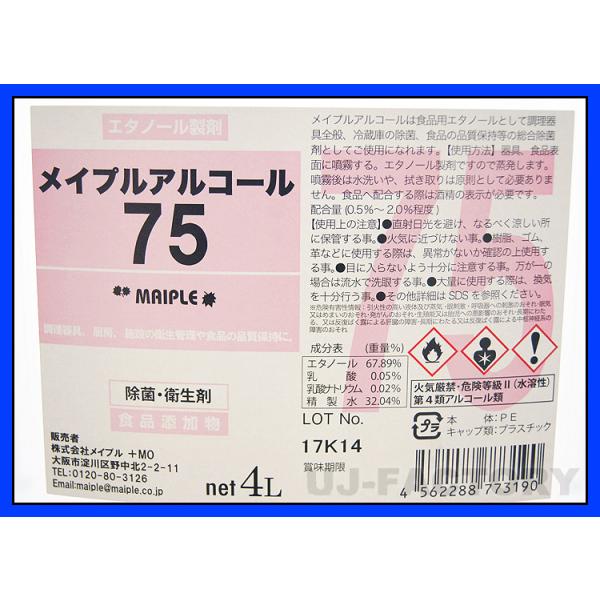 エタノール製剤
メイプルアルコール
75
MAIPLE
調理器具、厨房、施設の衛生管理や食品の品質保持に。
除菌・衛生剤
食品添加物
販売者
株式会社メイプル +MO
大阪市淀川区野中北2-2-11
TEL:0120-80-3126
Email:maiple@maiple.co.jp
net 4L
メイプルアルコールは食品用エタノールとして調理器
具全般、冷蔵庫の除菌、食品の品質保持等の総合除菌
剤としてご使用になれます。【使用方法】器具、食品表
面に噴霧する。エタノール製剤ですので蒸発します。
噴霧後は水洗いや、拭き取りは原則として必要ありま
せん。食品へ配合する際は酒精の表示が必要です。
配合量(0.5%～2.0%程度)
【使用上の注意】●直射日光を避け、なるべく涼しい所
に保管する事。●火気に近づけない事。●樹脂、ゴム、
革などに使用する際は、異常がないか確認の上使用す
る事。●目に入らないよう十分に注意する事。万が一の
場合は流水で洗眼する事。●大量に使用する際は、換気
を十分行う事。●その他詳細はSDSを参照ください。
成分表 (重量%)
エタノール 67.89%
乳酸 0.05%
乳酸ナトリウム 0.02%
精製水 32.04%
火気厳禁・危険等級Ⅱ(水溶性)
第4類アルコール類
LOT No.
17K14
賞味期限
プラ
本体:PE
キャップ類:プラスチック
UJ-FACTORY
4 562288 773190